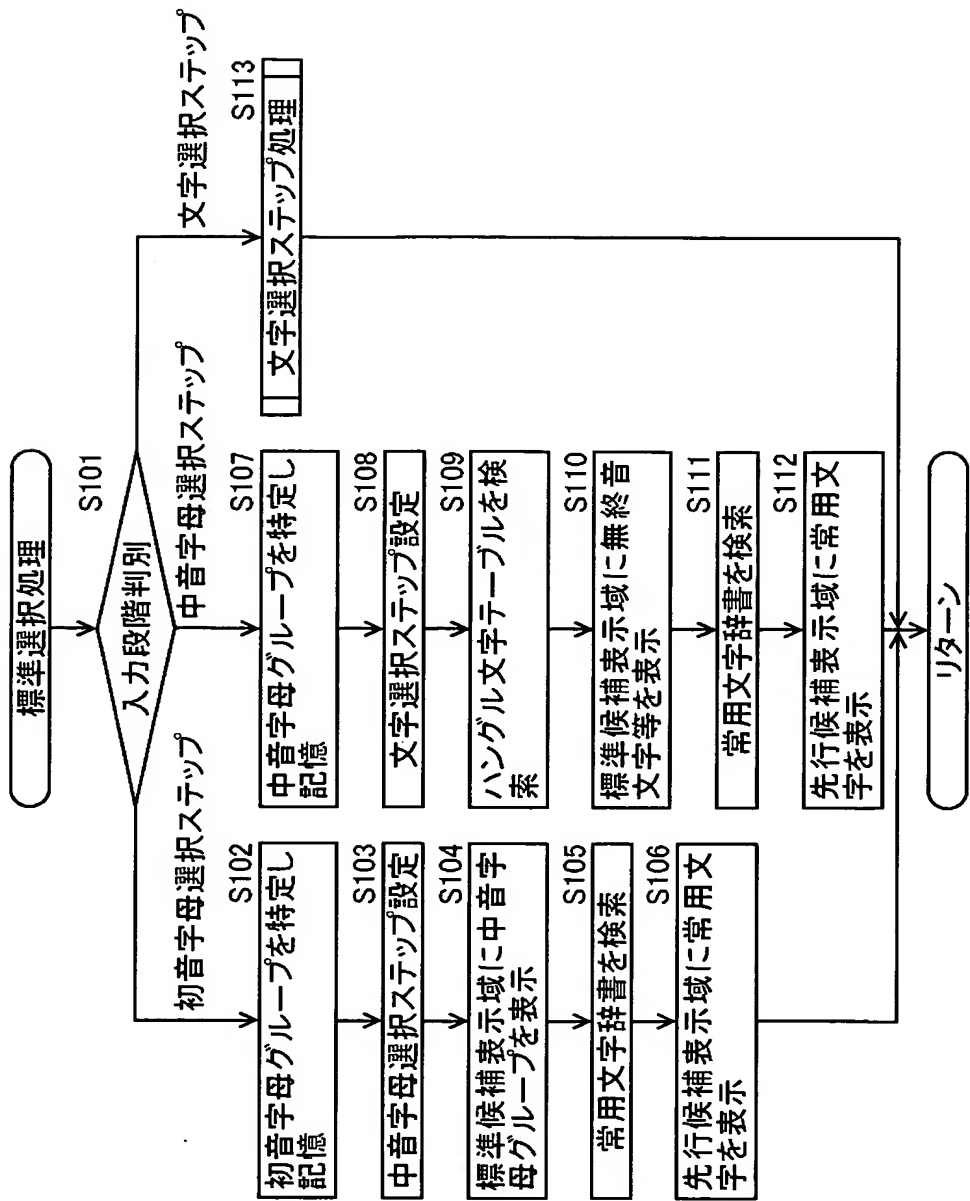 標準選択処理
S101
入力段階判別
初音字母選択ステップ
S102
初音字母グループを特定し
記憶
S103
中音字母選択ステップ設定
S104
標準候補表示域に中音字
母グループを表示
S105
常用文字辞書を検索
S106
先行候補表示域に常用文
字を表示
中音字母選択ステップ
S107
中音字母グループを特定し
記憶
S108
文字選択ステップ設定
S109
ハングル文字テーブルを検
索
S110
標準候補表示域に無終音
文字等を表示
S111
常用文字辞書を検索
S112
先行候補表示域に常用文
字を表示
文字選択ステップ
S113
文字選択ステップ処理
リターン